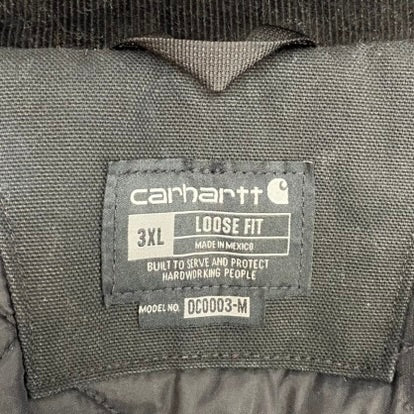 carhartt
3XL LOOSE FIT
MADE IN MEXICO
BUILT TO SERVE AND PROTECT
HARDWORKING PEOPLE
MODEL NO. OC0003-M